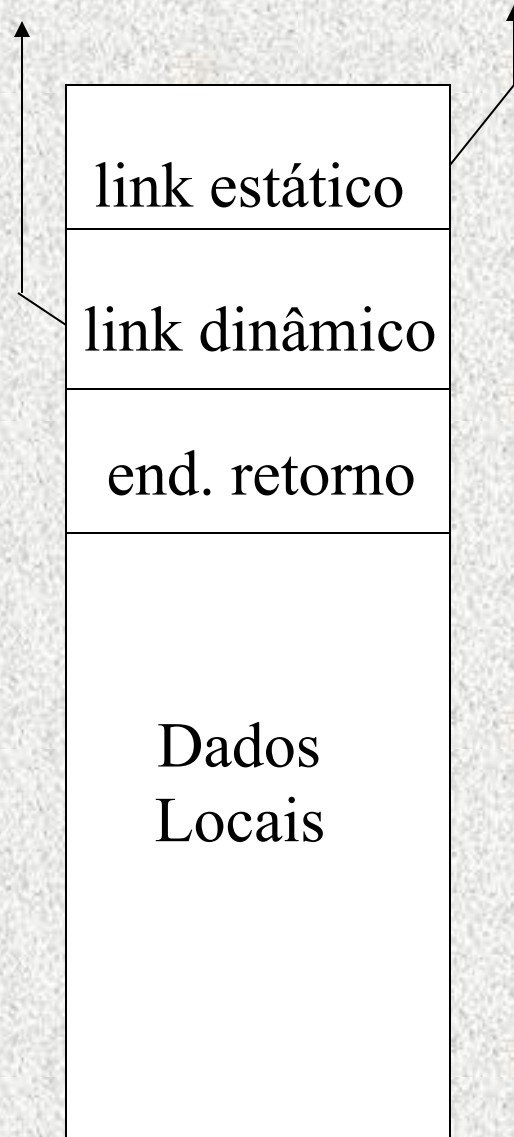 link estático
link dinâmico
end. retorno
Dados
Locais